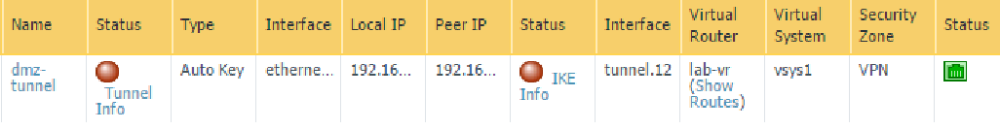 Name Status Type Interface Local IP Peer IP Status Interface Virtual Router Virtual System Security Zone Status
dmz-tunnel Tunnel Info Auto Key etherne... 192.16... 192.16... IKE Info tunnel.12 lab-vr (Show Routes) vsys1 VPN